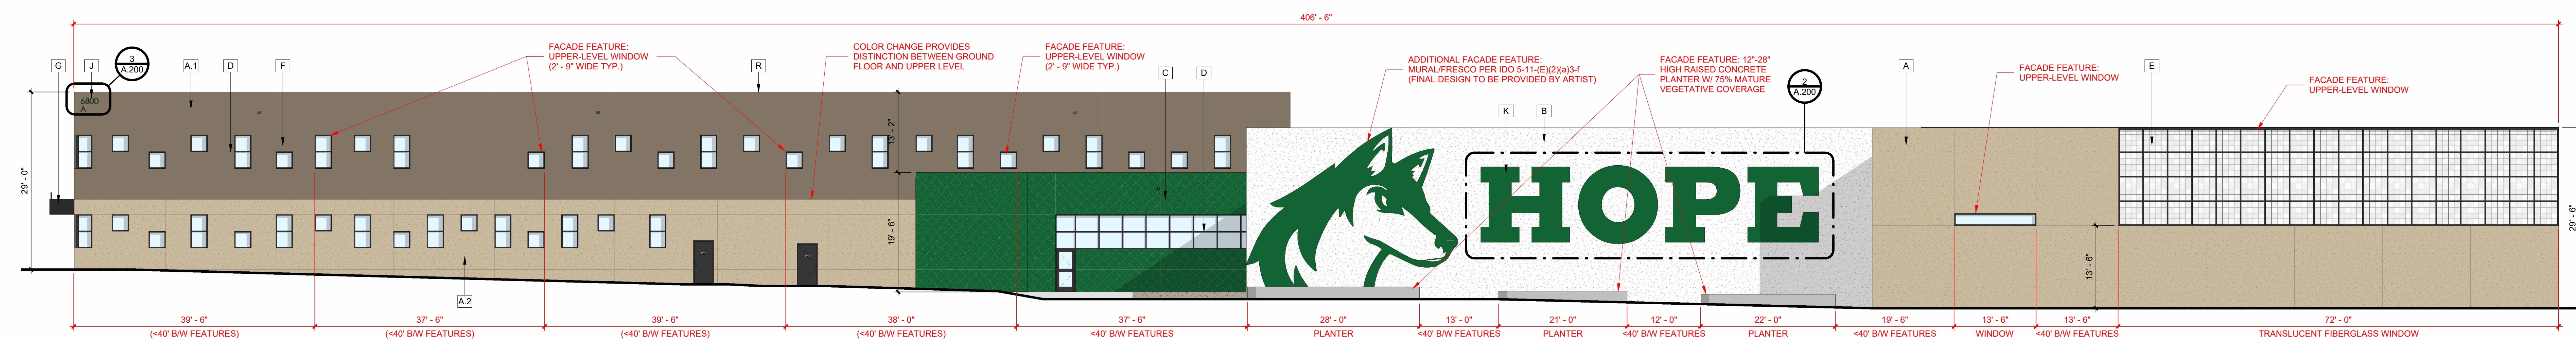 406' - 6"
G
J
3
A.200
A.1
D
F
FACADE FEATURE:
UPPER-LEVEL WINDOW
(2' - 9" WIDE TYP.)
R
COLOR CHANGE PROVIDES
DISTINCTION BETWEEN GROUND
FLOOR AND UPPER LEVEL
FACADE FEATURE:
UPPER-LEVEL WINDOW
(2' - 9" WIDE TYP.)
C
D
ADDITIONAL FACADE FEATURE:
MURAL/FRESCO PER IDO 5-11-(E)(2)(a)3-f
(FINAL DESIGN TO BE PROVIDED BY ARTIST)
K
B
FACADE FEATURE: 12"-28"
HIGH RAISED CONCRETE
PLANTER W/ 75% MATURE
VEGETATIVE COVERAGE
2
A.200
A
FACADE FEATURE:
UPPER-LEVEL WINDOW
E
FACADE FEATURE:
UPPER-LEVEL WINDOW
6800
A
29' - 0"
13' - 2"
19' - 6"
HOPE
13' - 6"
29' - 6"
A.2
39' - 6"
(<40' B/W FEATURES)
37' - 6"
(<40' B/W FEATURES)
39' - 6"
(<40' B/W FEATURES)
38' - 0"
(<40' B/W FEATURES)
37' - 6"
<40' B/W FEATURES
28' - 0"
PLANTER
13' - 0"
<40' B/W FEATURES
21' - 0"
PLANTER
12' - 0"
<40' B/W FEATURES
22' - 0"
PLANTER
19' - 6"
<40' B/W FEATURES
13' - 6"
WINDOW
13' - 6"
<40' B/W FEATURES
72' - 0"
TRANSLUCENT FIBERGLASS WINDOW